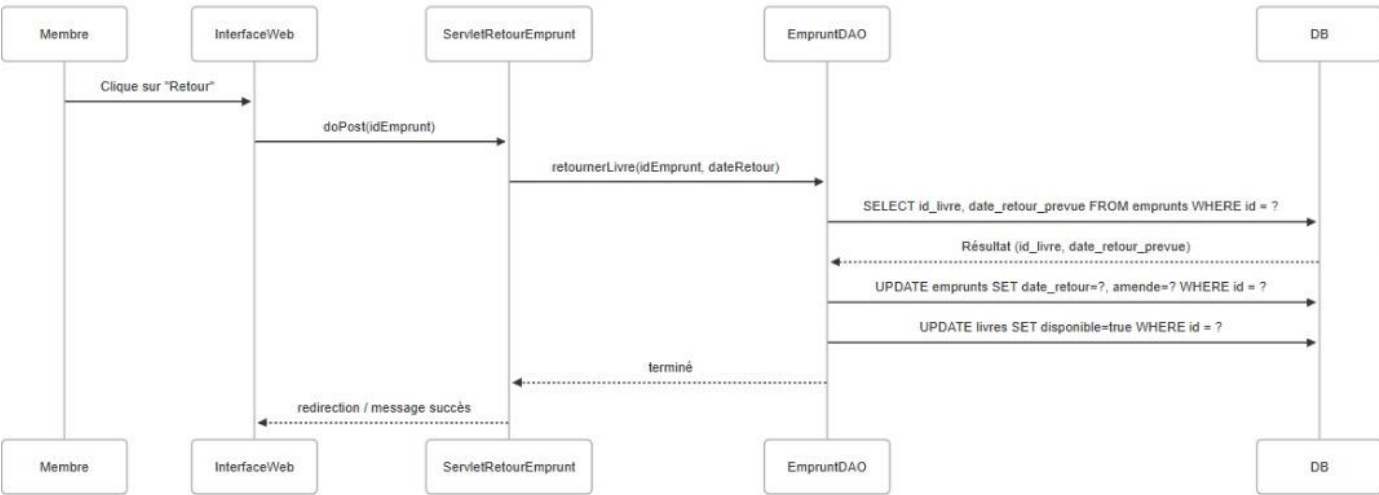 Membre
InterfaceWeb
ServletRetourEmprunt
EmpruntDAO
DB
Clique sur "Retour"
doPost(idEmprunt)
retournerLivre(idEmprunt, dateRetour)
SELECT id_livre, date_retour_prevue FROM emprunts WHERE id = ?
Résultat (id_livre, date_retour_prevue)
UPDATE emprunts SET date_retour=?, amende=? WHERE id = ?
UPDATE livres SET disponible=true WHERE id = ?
terminé
redirection / message succès
Membre
InterfaceWeb
ServletRetourEmprunt
EmpruntDAO
DB